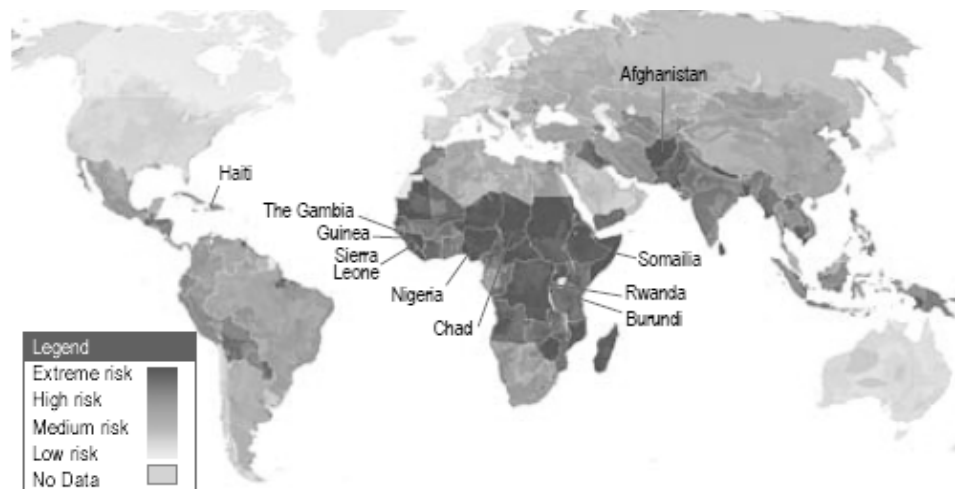 Afghanistan
Haiti
The Gambia
Guinea
Sierra
Leone
Nigeria
Chad
Somailia
Rwanda
Burundi
Legend
Extreme risk
High risk
Medium risk
Low risk
No Data